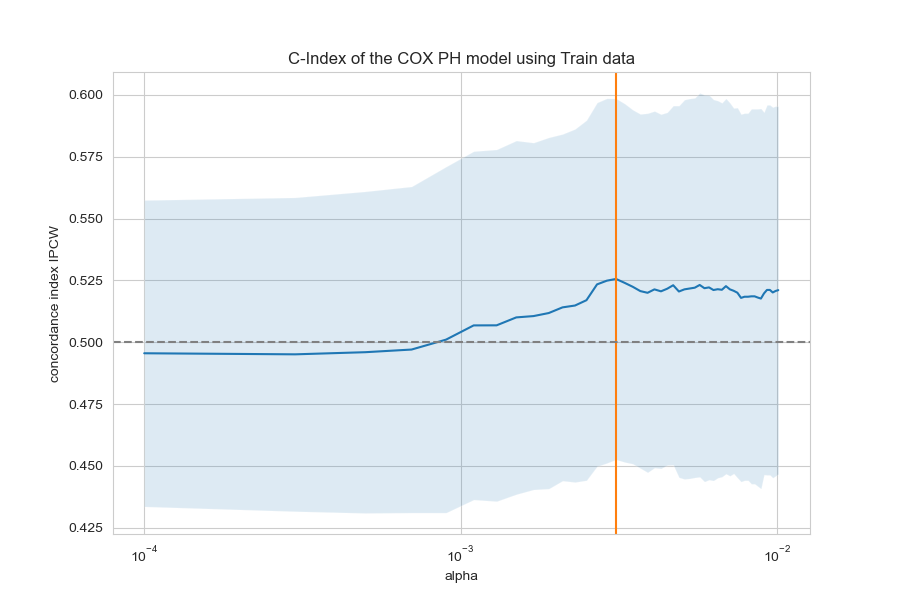 C-Index of the COX PH model using Train data
concordance index IPCW
0.600
0.575
0.550
0.525
0.500
0.475
0.450
0.425
10⁻⁴ 10⁻³ 10⁻²
alpha